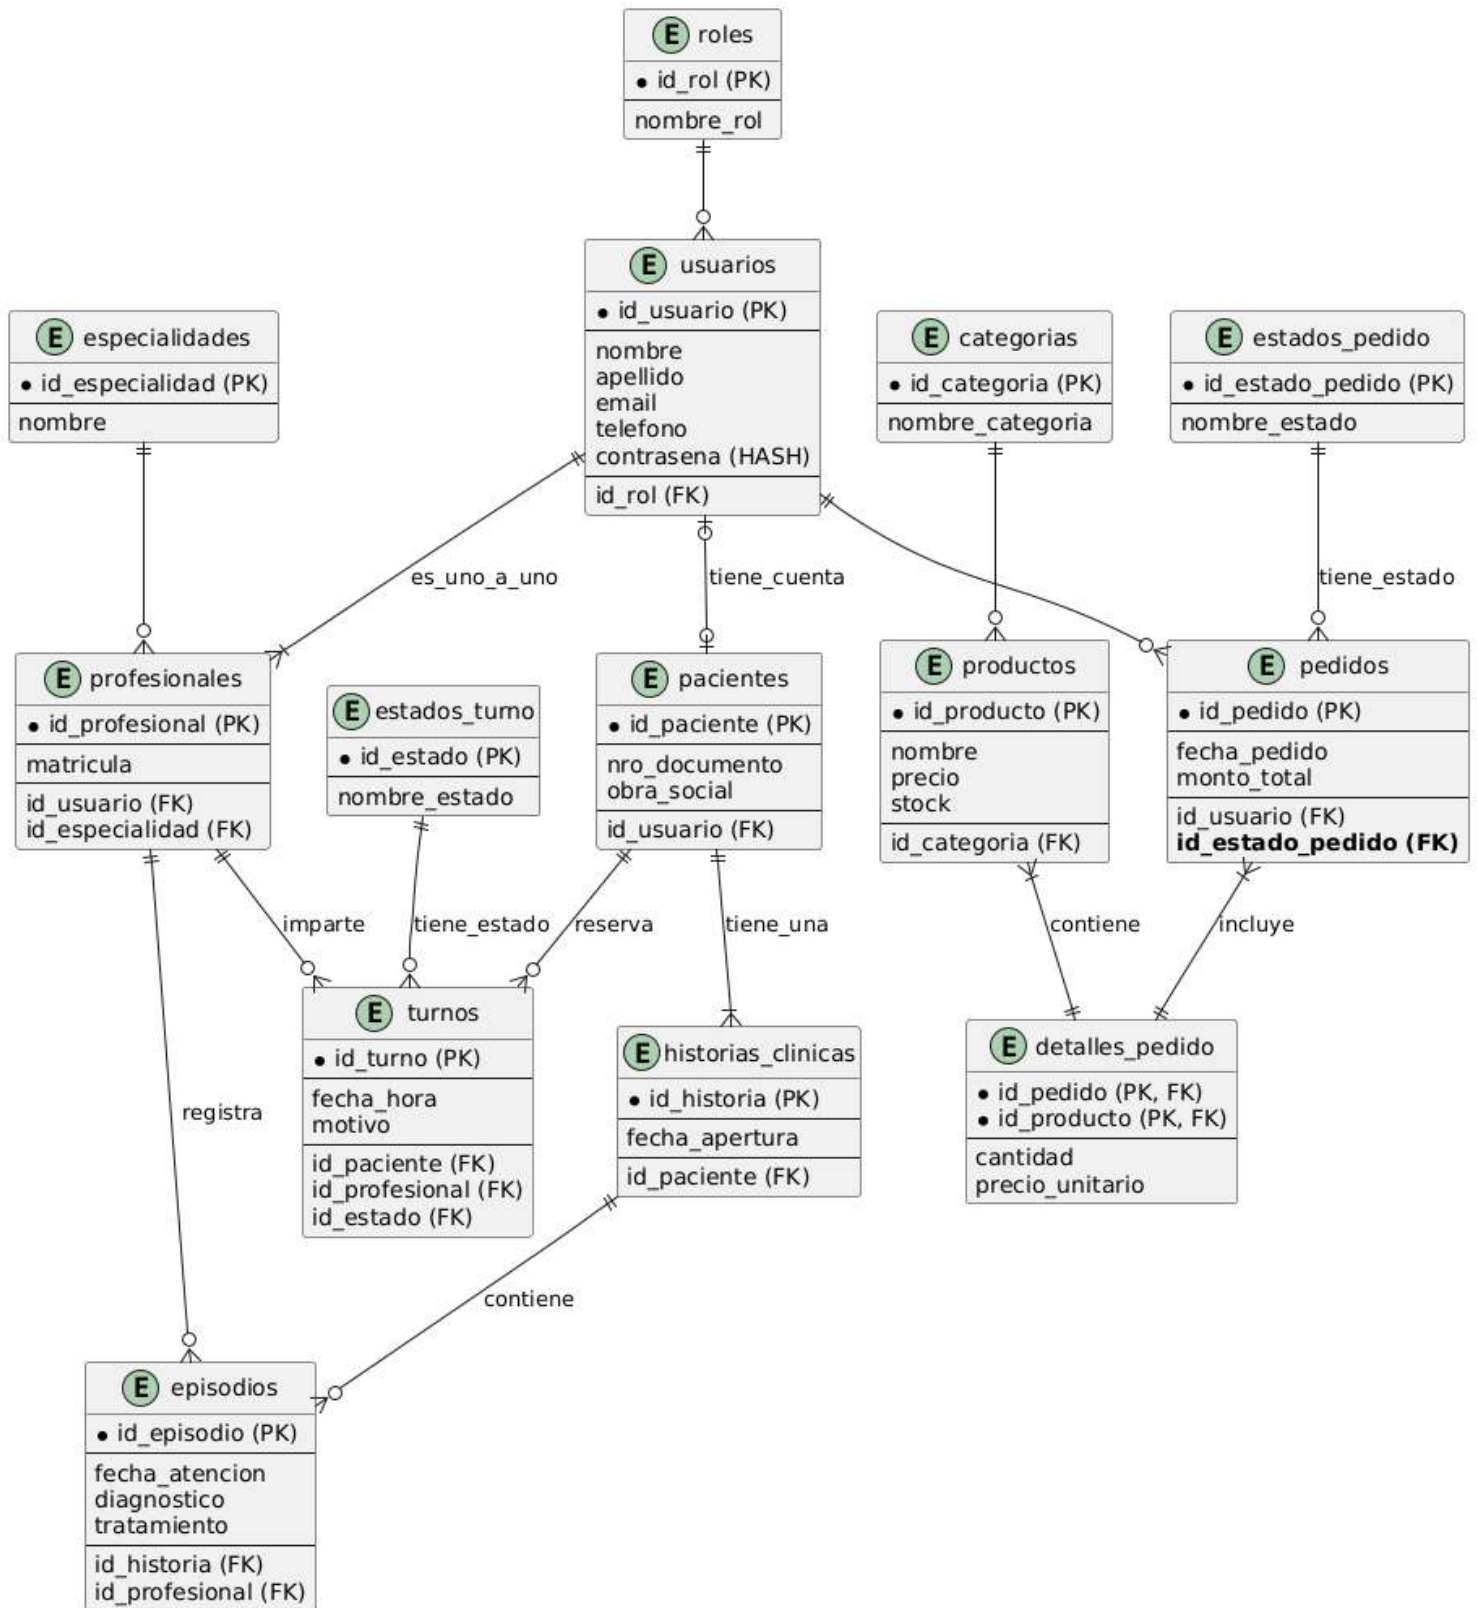 E roles
id_rol (PK)
nombre_rol
E usuarios
id_usuario (PK)
nombre
apellido
email
telefono
contrasena (HASH)
id_rol (FK)
E especialidades
id_especialidad (PK)
nombre
E categorias
id_categoria (PK)
nombre_categoria
E estados_pedido
id_estado_pedido (PK)
nombre_estado
es_uno_a_uno
tiene_cuenta
tiene_estado
E profesionales
id_profesional (PK)
matricula
id_usuario (FK)
id_especialidad (FK)
E estados_turno
id_estado (PK)
nombre_estado
E pacientes
id_paciente (PK)
nro_documento
obra_social
id_usuario (FK)
E productos
id_producto (PK)
nombre
precio
stock
id_categoria (FK)
E pedidos
id_pedido (PK)
fecha_pedido
monto_total
id_usuario (FK)
id_estado_pedido (FK)
imparte
tiene_estado
reserva
tiene_una
contiene
incluye
E turnos
id_turno (PK)
fecha_hora
motivo
id_paciente (FK)
id_profesional (FK)
id_estado (FK)
E historias_clinicas
id_historia (PK)
fecha_apertura
id_paciente (FK)
E detalles_pedido
id_pedido (PK, FK)
id_producto (PK, FK)
cantidad
precio_unitario
registra
contiene
E episodios
id_episodio (PK)
fecha_atencion
diagnostico
tratamiento
id_historia (FK)
id_profesional (FK)